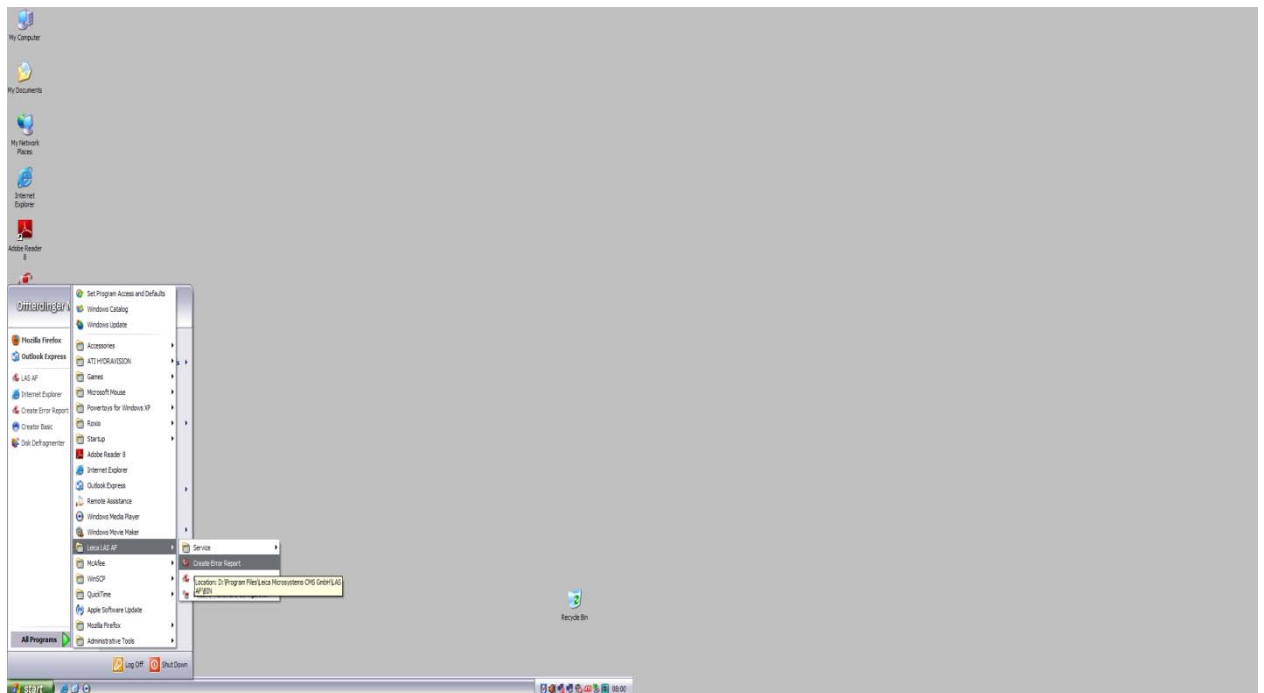 My Computer
My Documents
My Network
Places
Internet
Explorer
Adobe Reader
8
Set Program Access and Defaults
Windows Catalog
Windows Update
Mozilla Firefox
Outlook Express
LAS AF
Internet Explorer
Create Error Report
Creator Basic
Disk Defragmenter
Accessories
ATI HYDRAVISION
Games
Microsoft Mouse
Powertoys for Windows XP
Roxio
Startup
Adobe Reader 8
Internet Explorer
Outlook Express
Remote Assistance
Windows Media Player
Windows Movie Maker
Leica LAS AF
McAfee
WinSCP
QuickTime
Apple Software Update
Mozilla Firefox
Administrative Tools
Service
Create Error Report
Location: D:\Program Files\Leica Microsystems CMS GmbH\LAS
AF\BIN
All Programs
Log Off
Shut Down
Recycle Bin
start
08:00